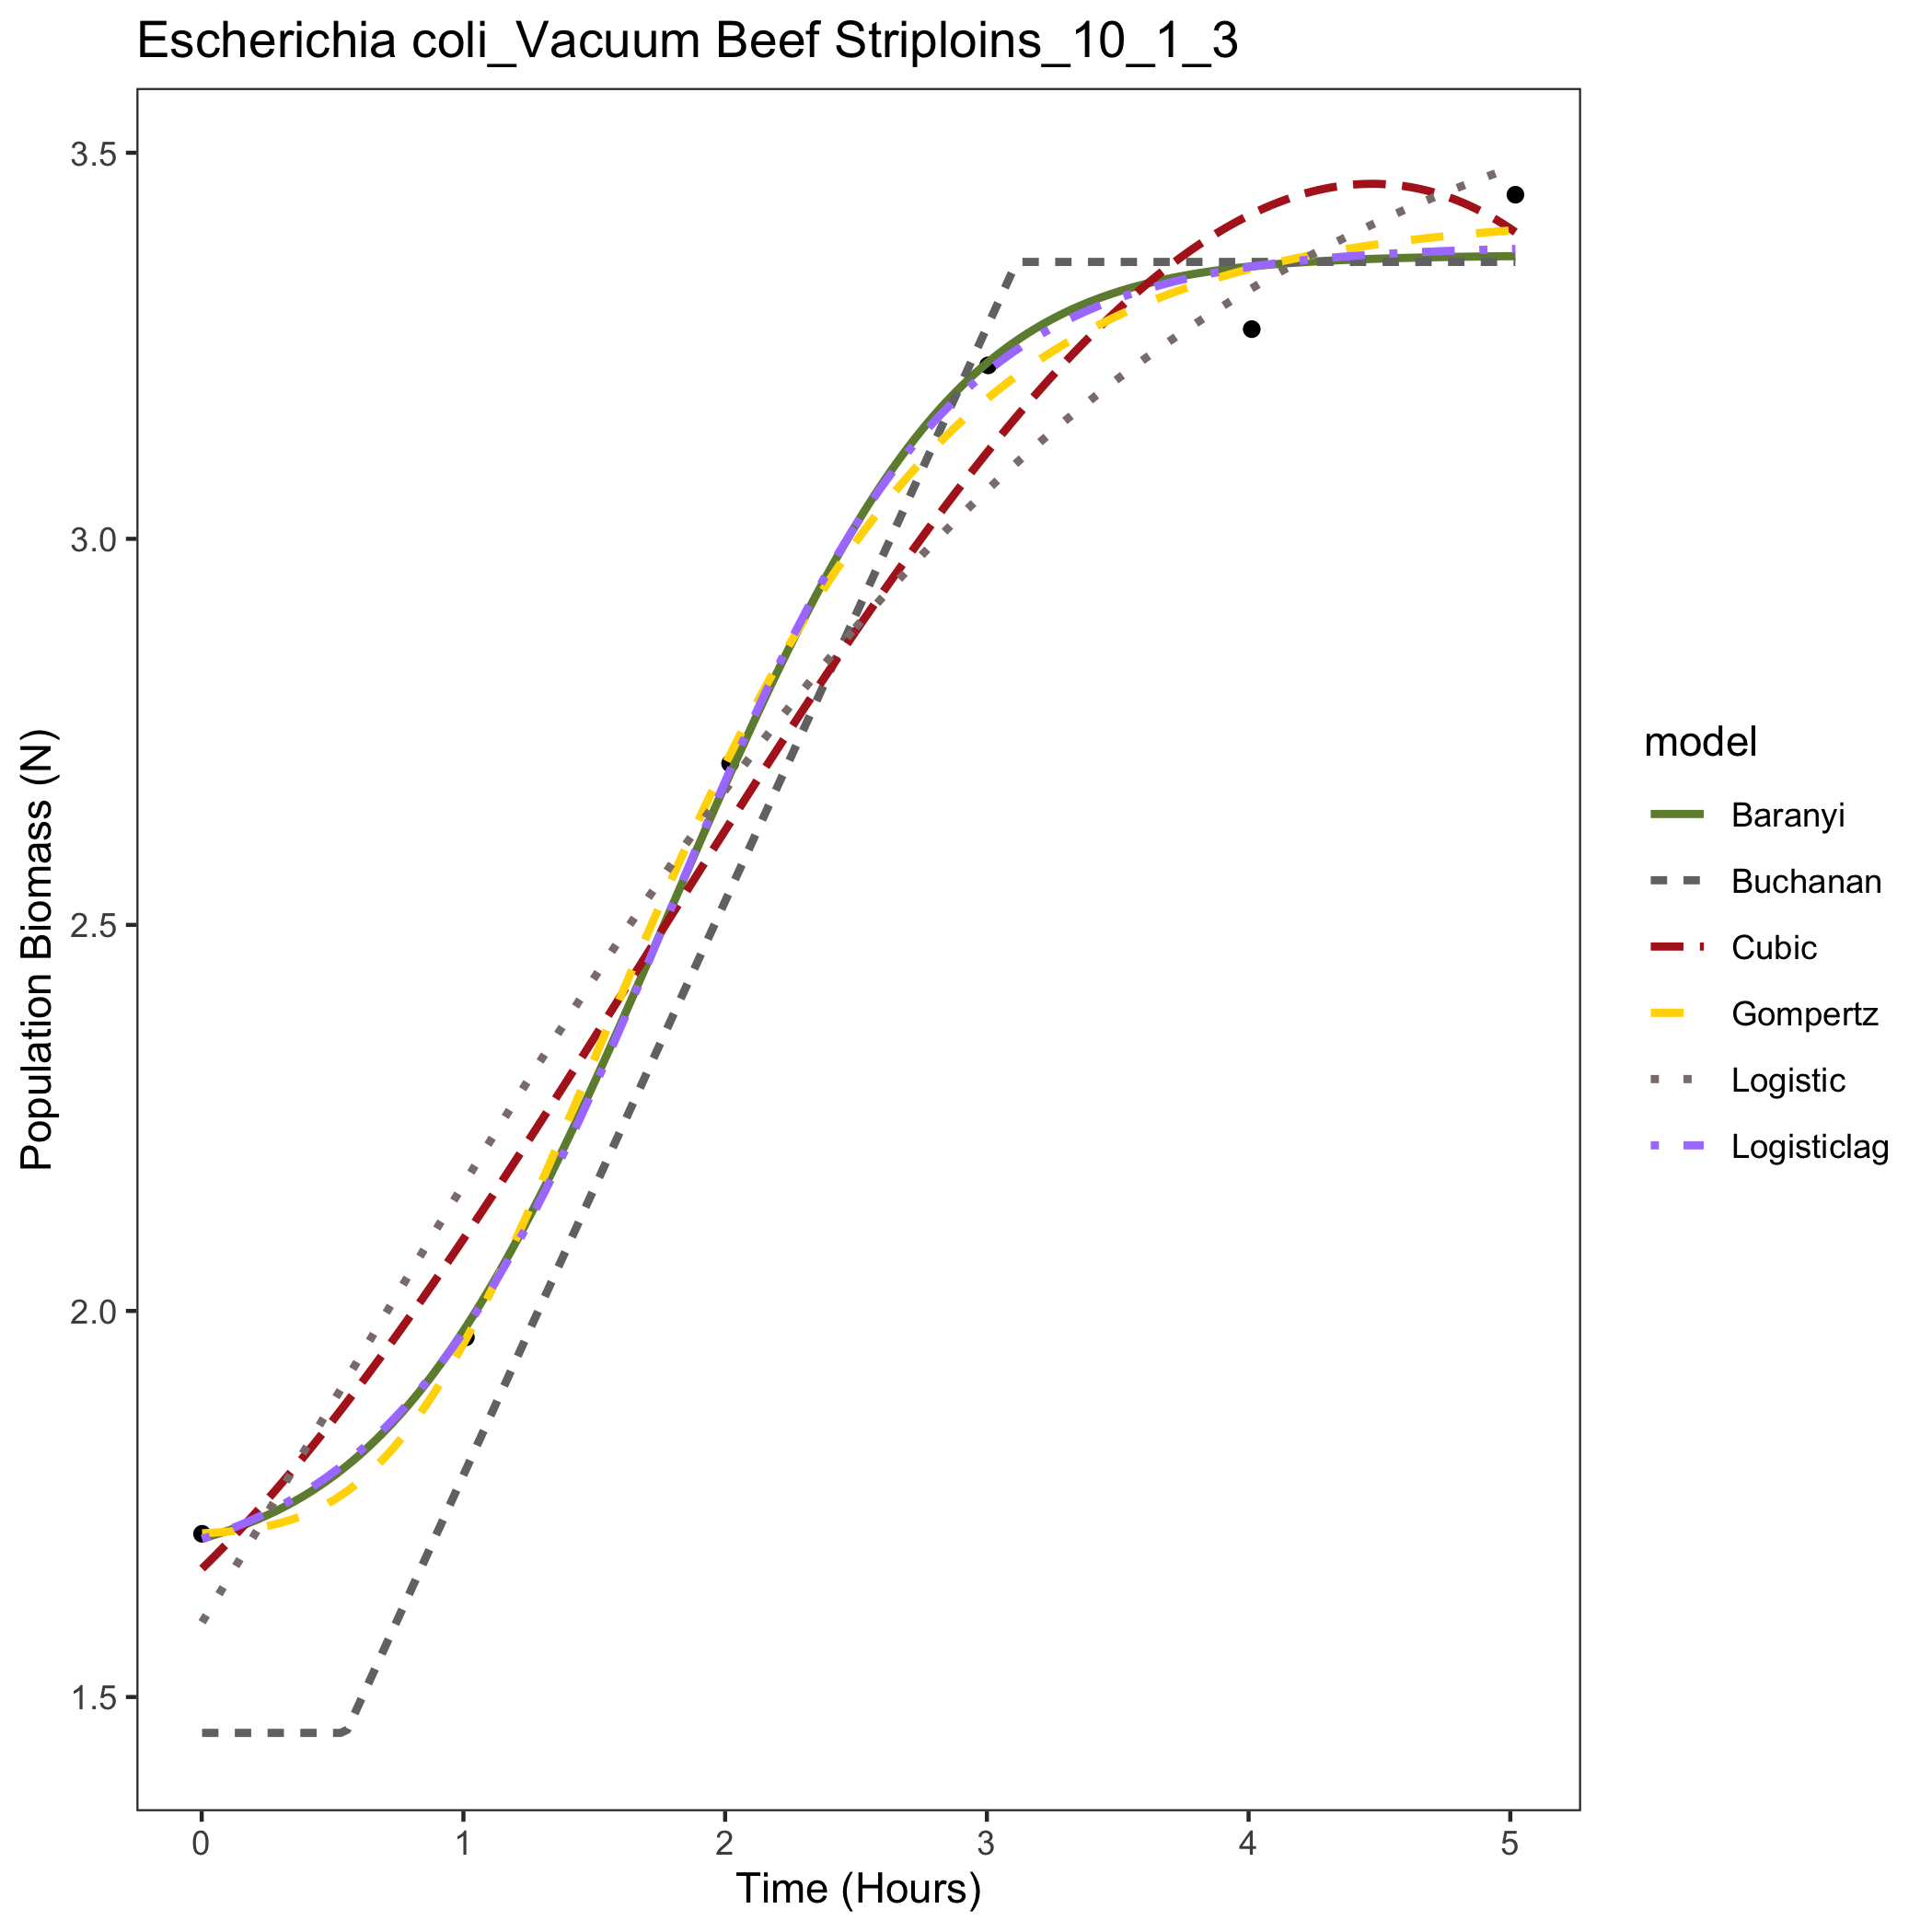 Escherichia coli_Vacuum Beef Striploins_10_1_3
3.5
3.0
2.5
2.0
1.5
Population Biomass (N)
0 1 2 3 4 5
Time (Hours)
model
Baranyi
Buchanan
Cubic
Gompertz
Logistic
Logisticlag